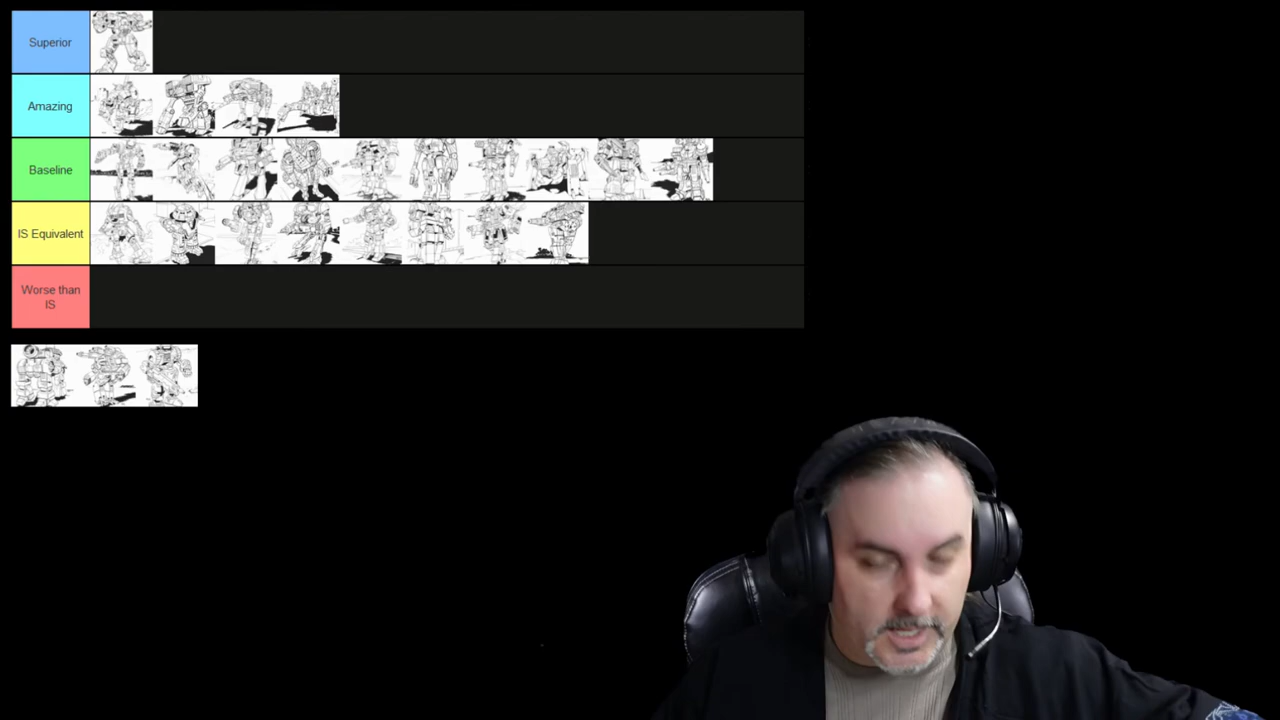 Superior
Amazing
Baseline
IS Equivalent
Worse than
IS